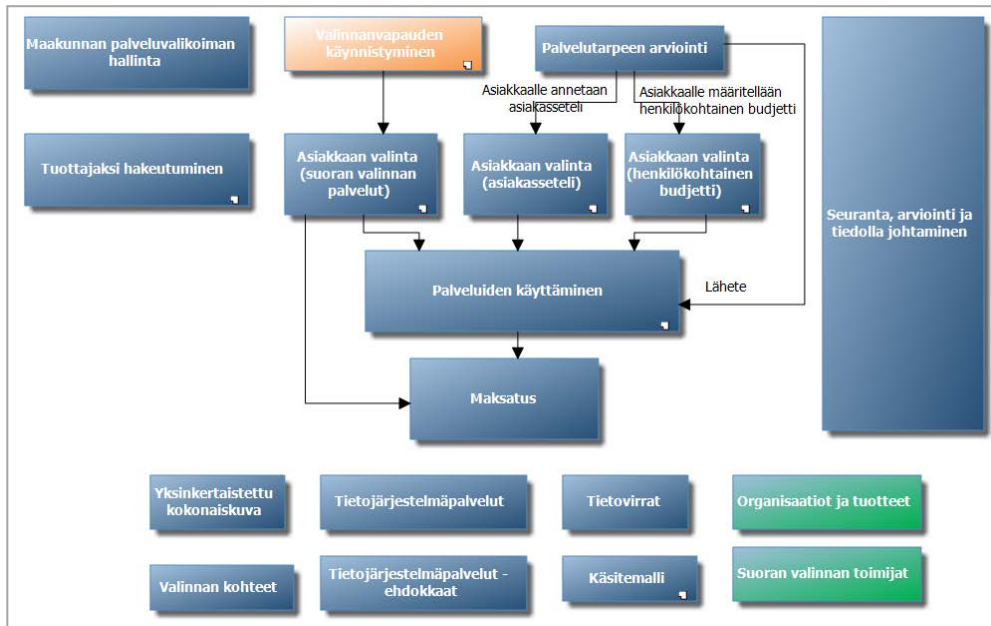 Maakunnan palveluvalikoiman
hallinta
Valinnanvapauden
käynnistyminen
Palvelutarpeen arviointi
Asiakkaalle annetaan
asiakasseteli
Asiakkaalle määritellään
henkilökohtainen budjetti
Tuottajaksi hakeutuminen
Asiakkaan valinta
(suoran valinnan
palvelut)
Asiakkaan valinta
(asiakasseteli)
Asiakkaan valinta
(henkilökohtainen
budjetti)
Seuranta, arviointi ja
tiedolla johtaminen
Palveluiden käyttäminen
Lähete
Maksatus
Yksinkertaistettu
kokonaiskuva
Tietojärjestelmäpalvelut
Tietovirrat
Organisaatiot ja tuotteet
Valinnan kohteet
Tietojärjestelmäpalvelut -
ehdokkaat
Käsitemalli
Suoran valinnan toimijat